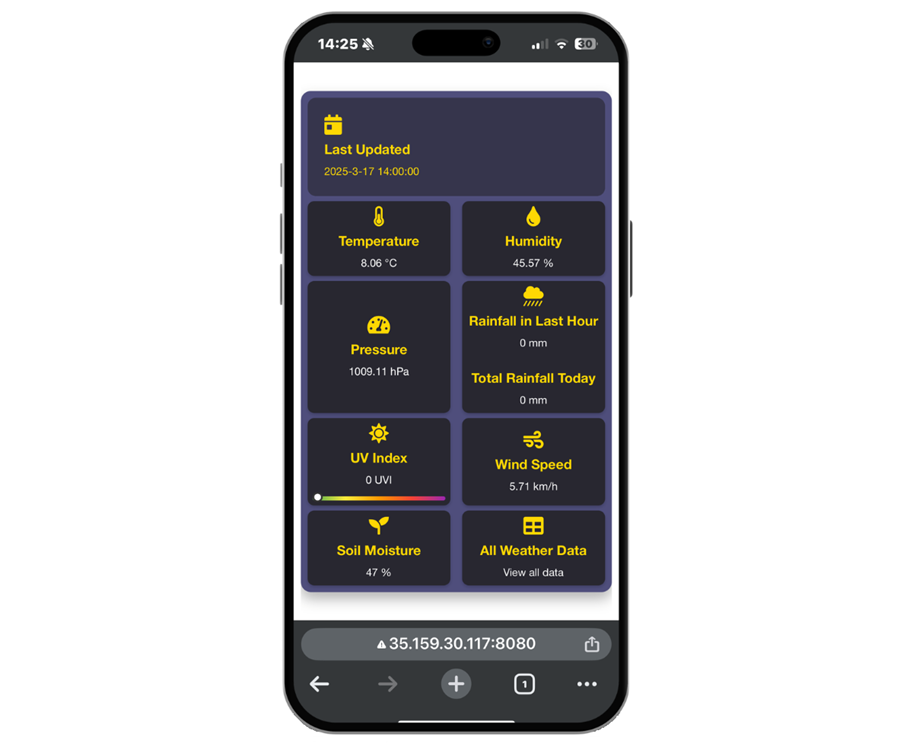 14:25
30
Last Updated
2025-3-17 14:00:00
Temperature
8.06 °C
Humidity
45.57 %
Pressure
1009.11 hPa
Rainfall in Last Hour
0 mm
Total Rainfall Today
0 mm
UV Index
0 UVI
Wind Speed
5.71 km/h
Soil Moisture
47 %
All Weather Data
View all data
35.159.30.117:8080
1